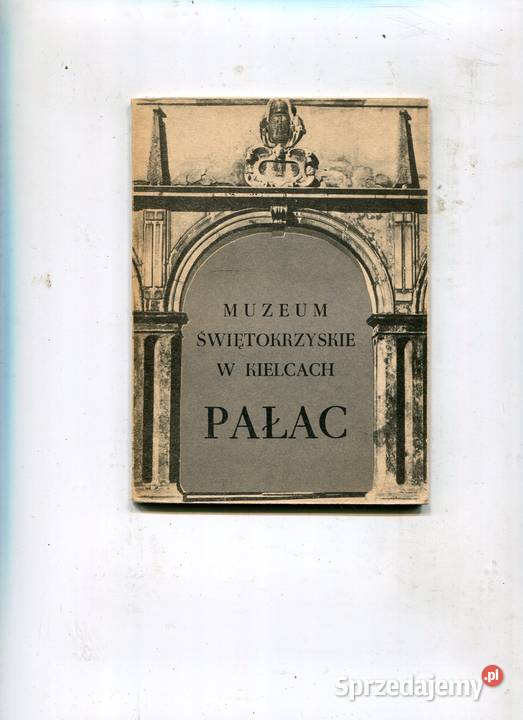 MUZEUM
ŚWIĘTOKRZYSKIE
W KIELCACH
PAŁAC
Sprzedajemy.pl